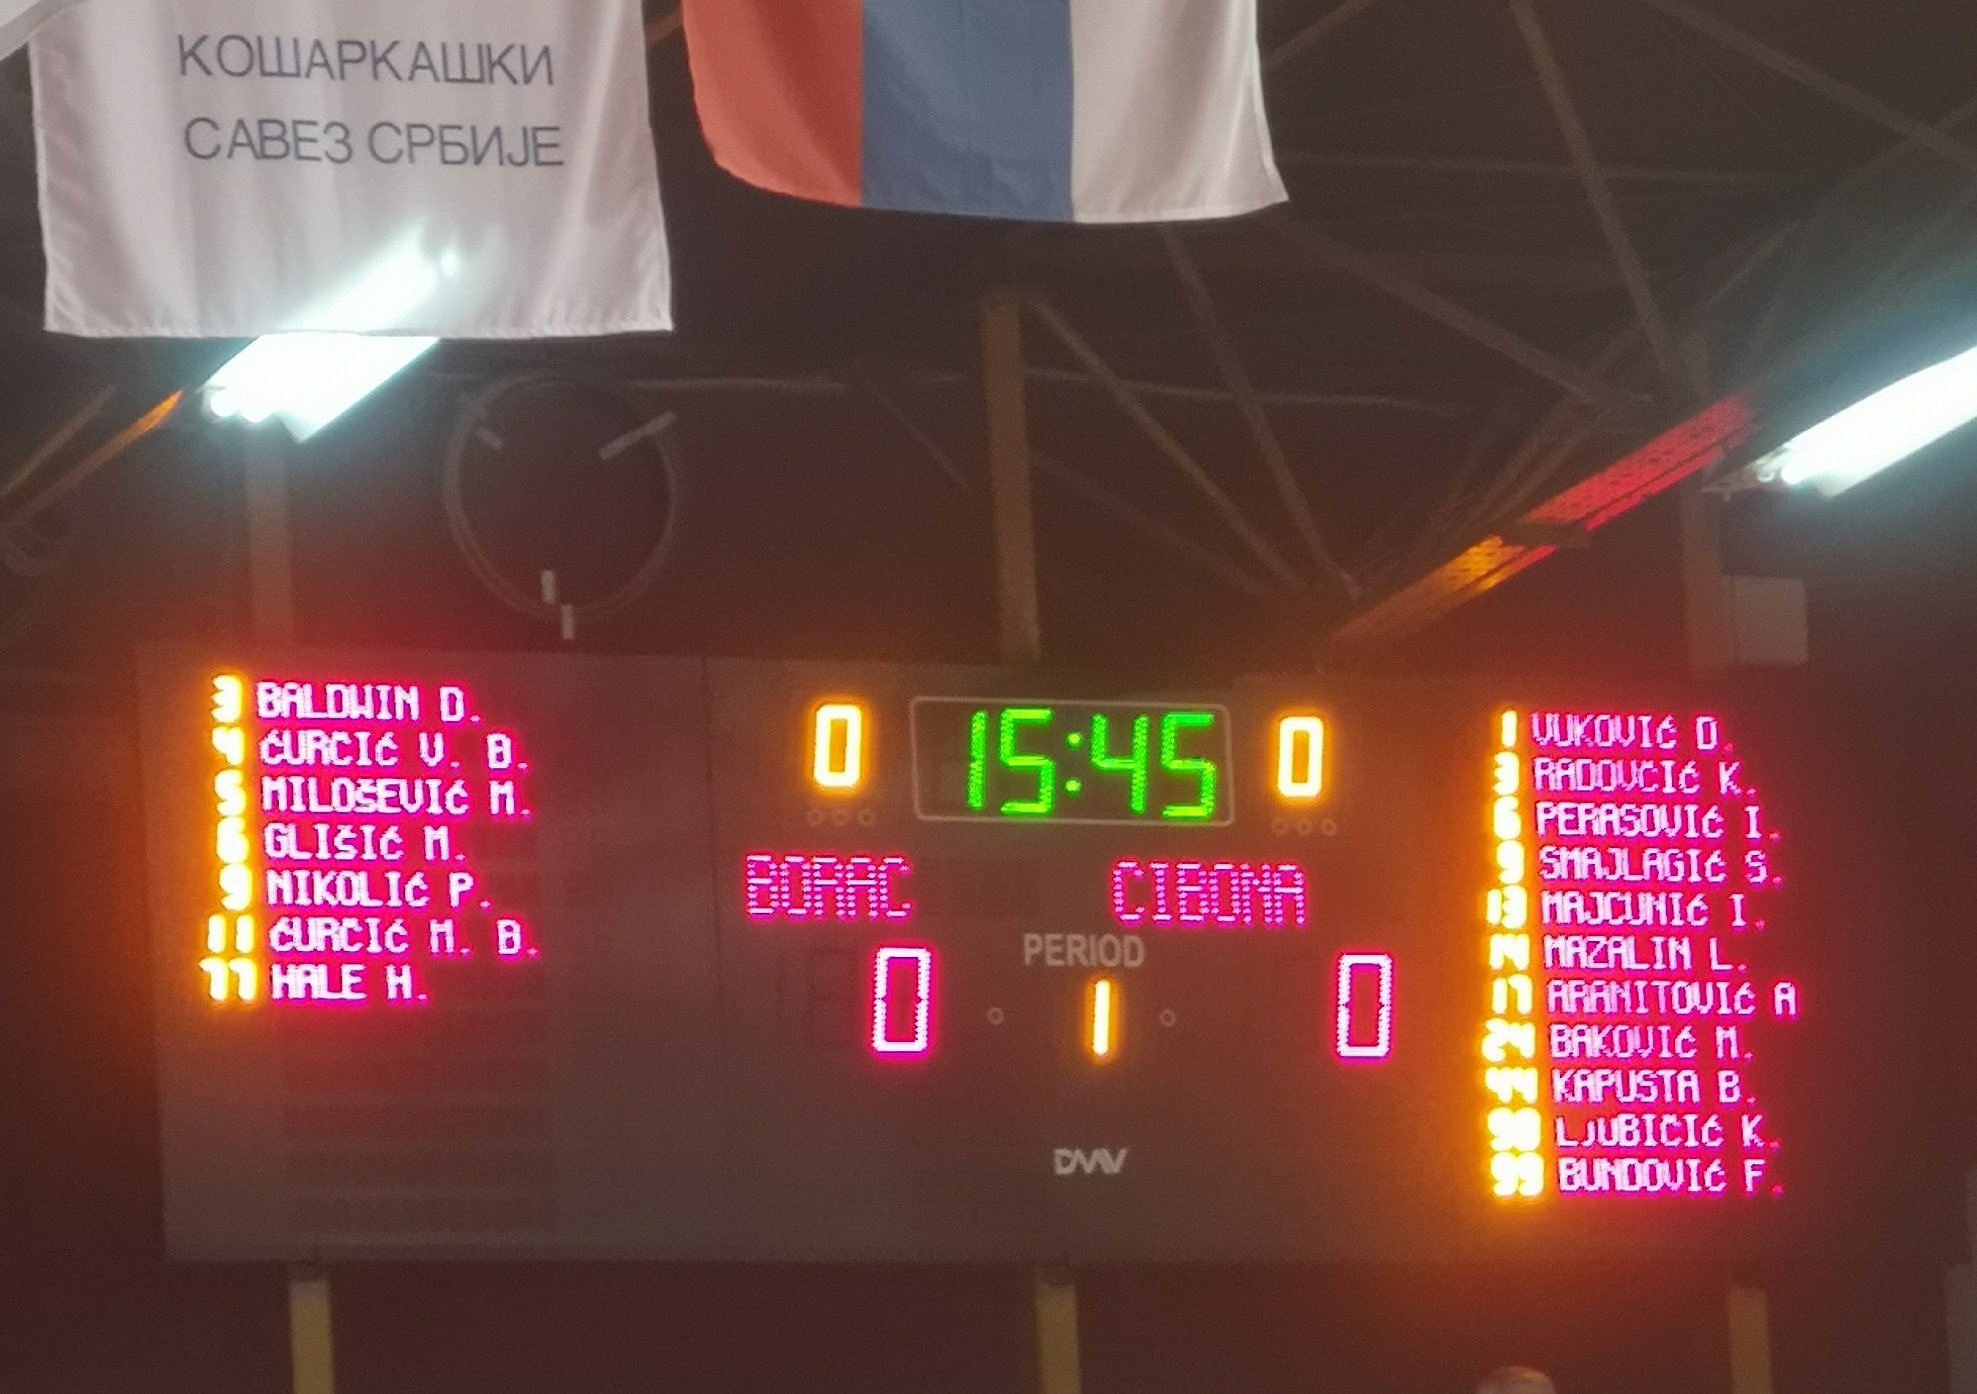 КОШАРКАШКИ
САВЕЗ СРБИЈЕ
3 BALDWIN D.
4 ĆURČIĆ V. B.
5 MILOŠEVIĆ M.
6 GLIŠIĆ M.
9 NIKOLIĆ P.
11 ĆURČIĆ M. B.
77 HALE H.
0 15:45 0
BORAC CIBONA
PERIOD
0 1 0
DMV
1 VUKOVIĆ D.
3 RADOVČIĆ K.
6 PERASOVIĆ I.
9 SMAJLAGIĆ S.
13 MAJCUNIĆ I.
14 MAZALIN L.
17 ARANITOVIĆ A
24 BAKOVIĆ M.
44 KAPUSTA B.
LJUBIČIĆ K.
99 BUNDOVIĆ F.